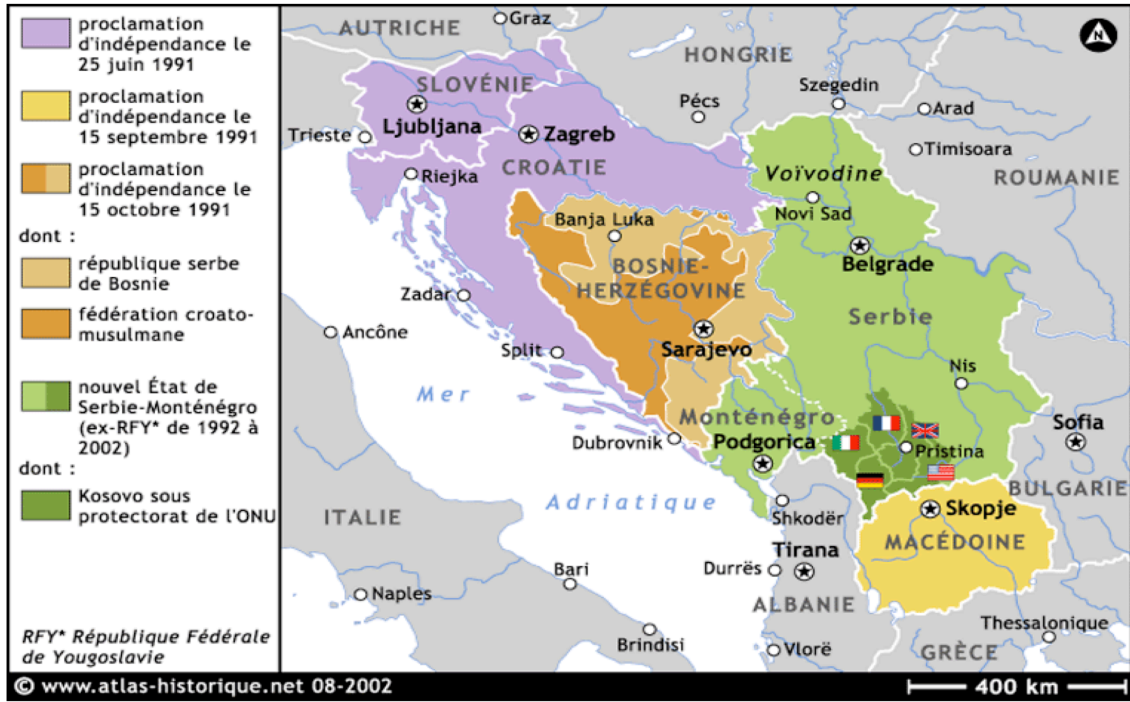 proclamation
d'indépendance le
25 juin 1991
proclamation
d'indépendance le
15 septembre 1991
proclamation
d'indépendance le
15 octobre 1991
dont :
république serbe
de Bosnie
fédération croato-
musulmane
nouvel État de
Serbie-Monténégro
(ex-RFY* de 1992 à
2002)
dont :
Kosovo sous
protectorat de l'ONU
RFY* République Fédérale
de Yougoslavie
AUTRICHE
Graz
HONGRIE
N
SLOVÉNIE
Szegedin
Pécs
Arad
Ljubljana
Zagreb
Trieste
Timisoara
CROATIE
Voïvodine
Riejka
ROUMANIE
Novi Sad
Banja Luka
Belgrade
BOSNIE-
HERZÉGOVINE
Zadar
Serbie
Ancône
Sarajevo
Split
Nis
Mer
Monténégro
Sofia
Dubrovnik
Podgorica
Pristina
BULGARIE
Adriatique
Shkodër
Skopje
ITALIE
MACÉDOINE
Tirana
Bari
Durrës
Naples
ALBANIE
Thessalonique
Brindisi
Vlorë
GRÈCE
© www.atlas-historique.net 08-2002
400 km